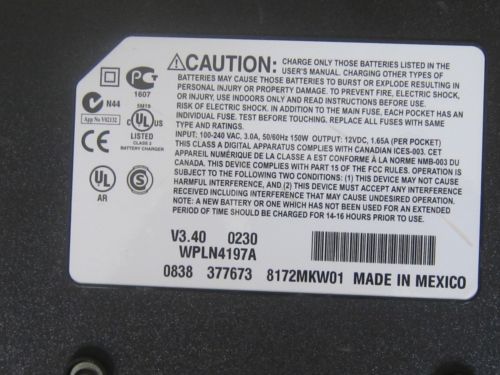 ⚠CAUTION: CHARGE ONLY THOSE BATTERIES LISTED IN THE
USER'S MANUAL. CHARGING OTHER TYPES OF
BATTERIES MAY CAUSE THOSE BATTERIES TO BURST OR EXPLODE RESULTING IN
PERSONAL INJURY OR PROPERTY DAMAGE. TO PREVENT FIRE, ELECTRIC SHOCK,
OR INJURY, USE INDOORS ONLY AND READ INSTRUCTIONS BEFORE USE.
RISK OF ELECTRIC SHOCK. IN ADDITION TO THE MAIN FUSE, EACH POCKET HAS AN
INDIVIDUAL FUSE. TEST BEFORE TOUCHING. REPLACE ALL FUSES WITH SAME
TYPE AND RATINGS.
INPUT: 100-240 VAC, 3.0A, 50/60Hz 150W OUTPUT: 12VDC, 1.65A (PER POCKET)
THIS CLASS A DIGITAL APPARATUS COMPLIES WITH CANADIAN ICES-003. CET
APPAREIL NUMÉRIQUE DE LA CLASSE A EST CONFORME À LA NORME NMB-003 DU
CANADA. THIS DEVICE COMPLIES WITH PART 15 OF THE FCC RULES. OPERATION IS
SUBJECT TO THE FOLLOWING TWO CONDITIONS: (1) THIS DEVICE MAY NOT CAUSE
HARMFUL INTERFERENCE, AND (2) THIS DEVICE MUST ACCEPT ANY INTERFERENCE
RECEIVED INCLUDING INTERFERENCE THAT MAY CAUSE UNDESIRED OPERATION.
NOTE: A NEW BATTERY OR ONE WHICH HAS NOT BEEN USED FOR AN EXTENDED
PERIOD OF TIME SHOULD BE CHARGED FOR 14-16 HOURS PRIOR TO USE.
PCT
1607
N44
App No V02132
SM19
C UL US
LISTED
CLASS 2
BATTERY CHARGER
CE
UL
AR
S
V3.40 0230
WPLN4197A
0838 377673 8172MKW01 MADE IN MEXICO